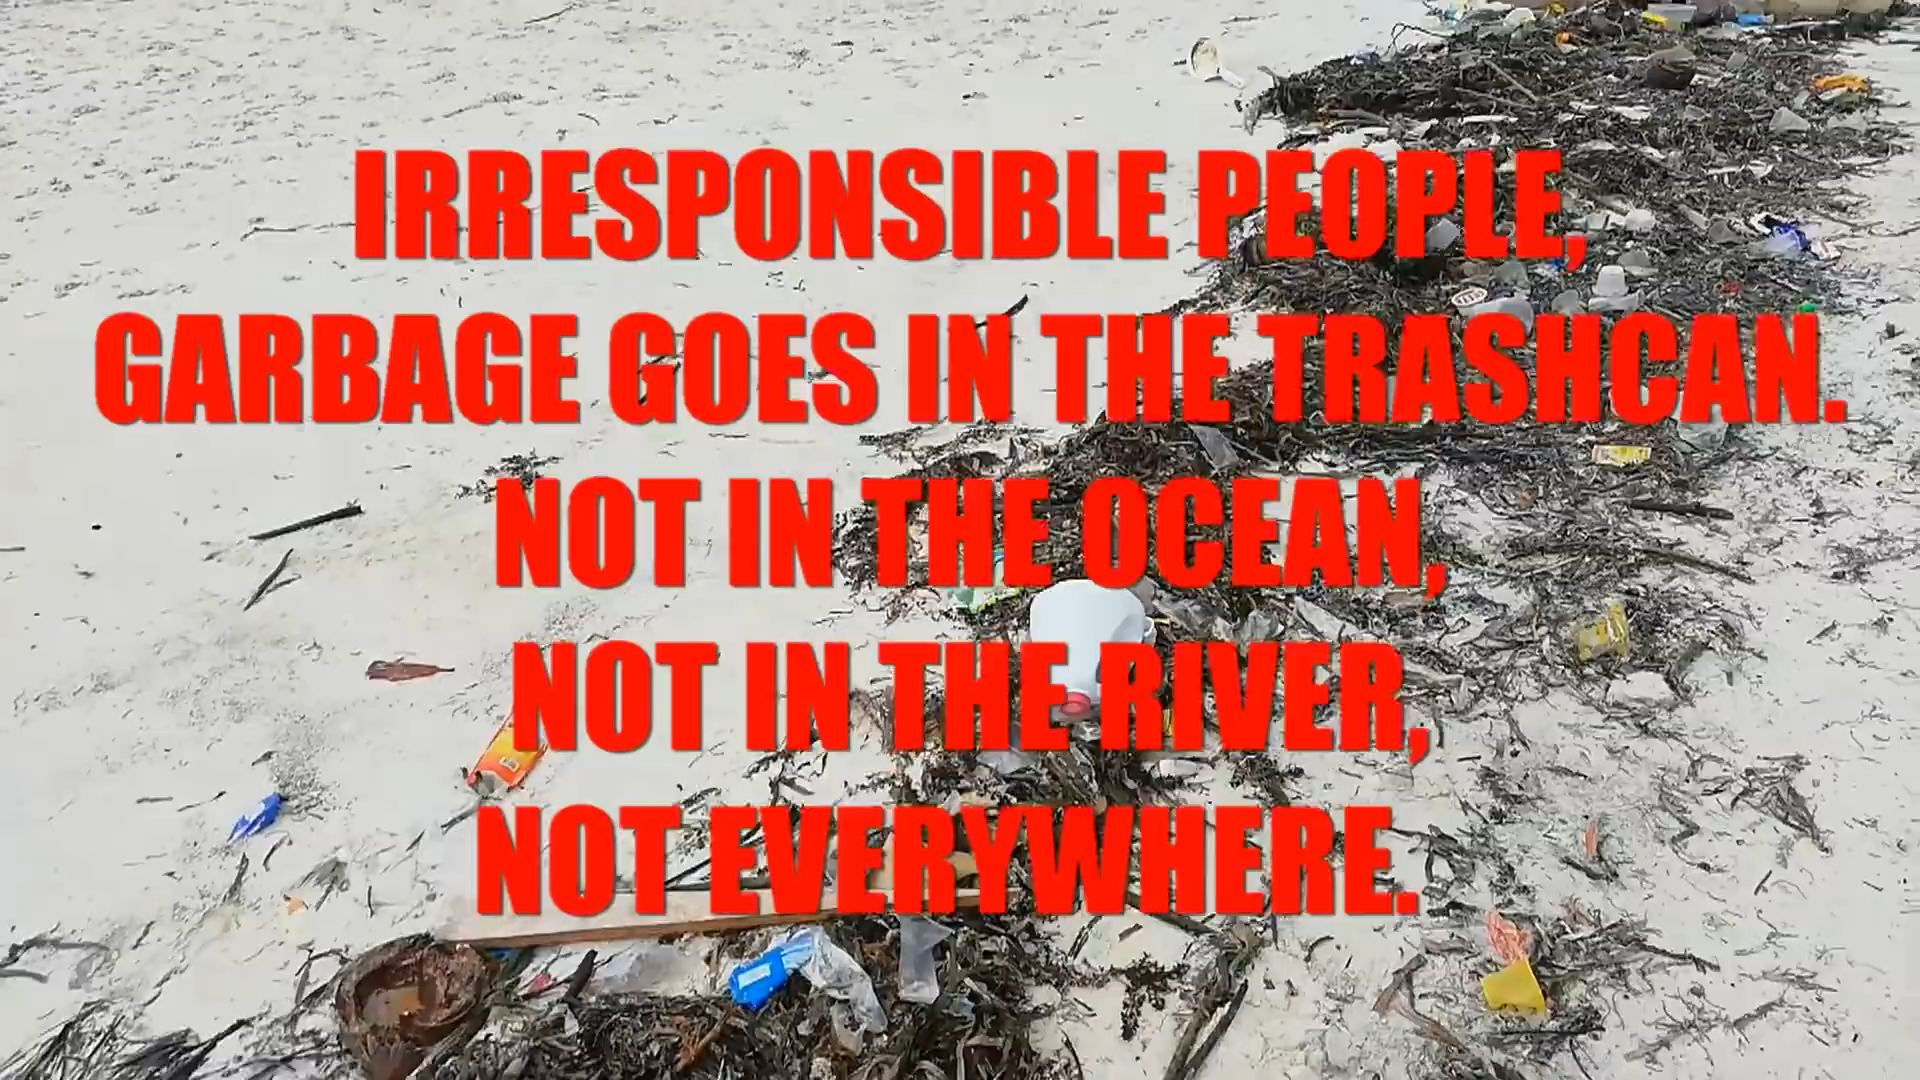 IRRESPONSIBLE PEOPLE,
GARBAGE GOES IN THE TRASHCAN.
NOT IN THE OCEAN,
NOT IN THE RIVER,
NOT EVERYWHERE.